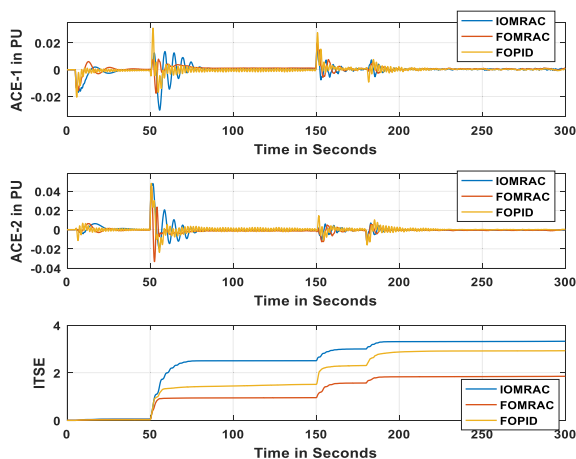 IOMRAC
FOMRAC
FOPID
ACE-1 in PU
0.02
0
-0.02
0 50 100 150 200 250 300
Time in Seconds
IOMRAC
FOMRAC
FOPID
ACE-2 in PU
0.04
0.02
0
-0.02
-0.04
0 50 100 150 200 250 300
Time in Seconds
ITSE
4
2
0
IOMRAC
FOMRAC
FOPID
0 50 100 150 200 250 300
Time in Seconds